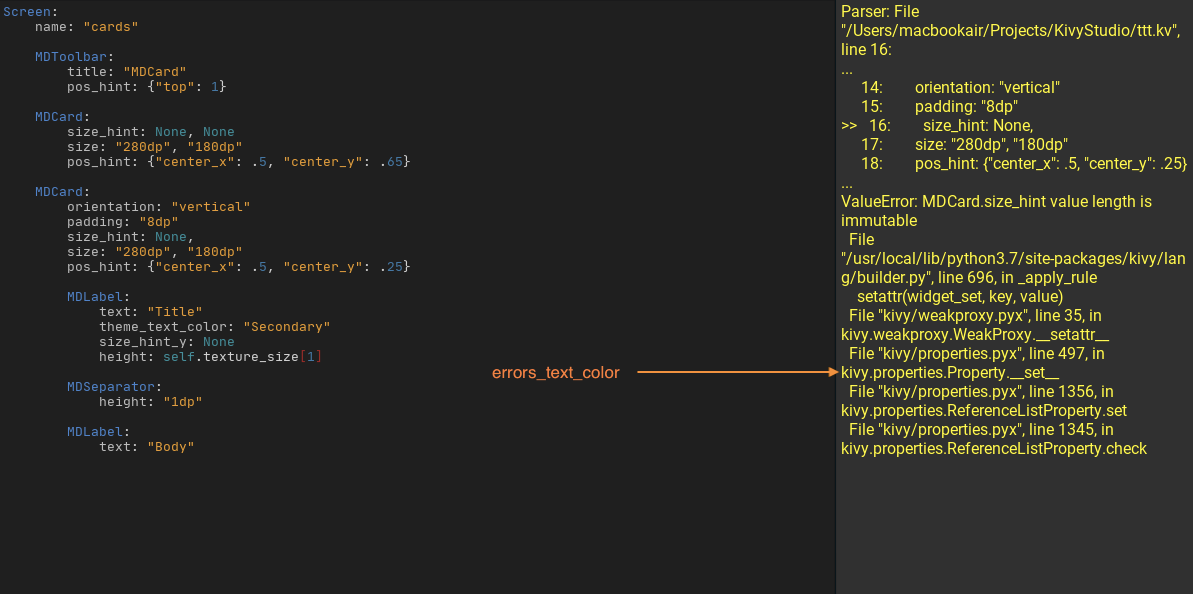 Screen:
    name: "cards"

    MDToolbar:
        title: "MDCard"
        pos_hint: {"top": 1}

    MDCard:
        size_hint: None, None
        size: "280dp", "180dp"
        pos_hint: {"center_x": .5, "center_y": .65}

    MDCard:
        orientation: "vertical"
        padding: "8dp"
        size_hint: None,
        size: "280dp", "180dp"
        pos_hint: {"center_x": .5, "center_y": .25}

        MDLabel:
            text: "Title"
            theme_text_color: "Secondary"
            size_hint_y: None
            height: self.texture_size[1]

        MDSeparator:
            height: "1dp"

        MDLabel:
            text: "Body"

errors_text_color

Parser: File
"/Users/macbookair/Projects/KivyStudio/ttt.kv",
line 16:
...
    14:        orientation: "vertical"
    15:        padding: "8dp"
>>   16:        size_hint: None,
    17:        size: "280dp", "180dp"
    18:        pos_hint: {"center_x": .5, "center_y": .25}
...
ValueError: MDCard.size_hint value length is
immutable
  File
"/usr/local/lib/python3.7/site-packages/kivy/lan
g/builder.py", line 696, in _apply_rule
    setattr(widget_set, key, value)
  File "kivy/weakproxy.pyx", line 35, in
kivy.weakproxy.WeakProxy.__setattr__
  File "kivy/properties.pyx", line 497, in
kivy.properties.Property.__set__
  File "kivy/properties.pyx", line 1356, in
kivy.properties.ReferenceListProperty.set
  File "kivy/properties.pyx", line 1345, in
kivy.properties.ReferenceListProperty.check